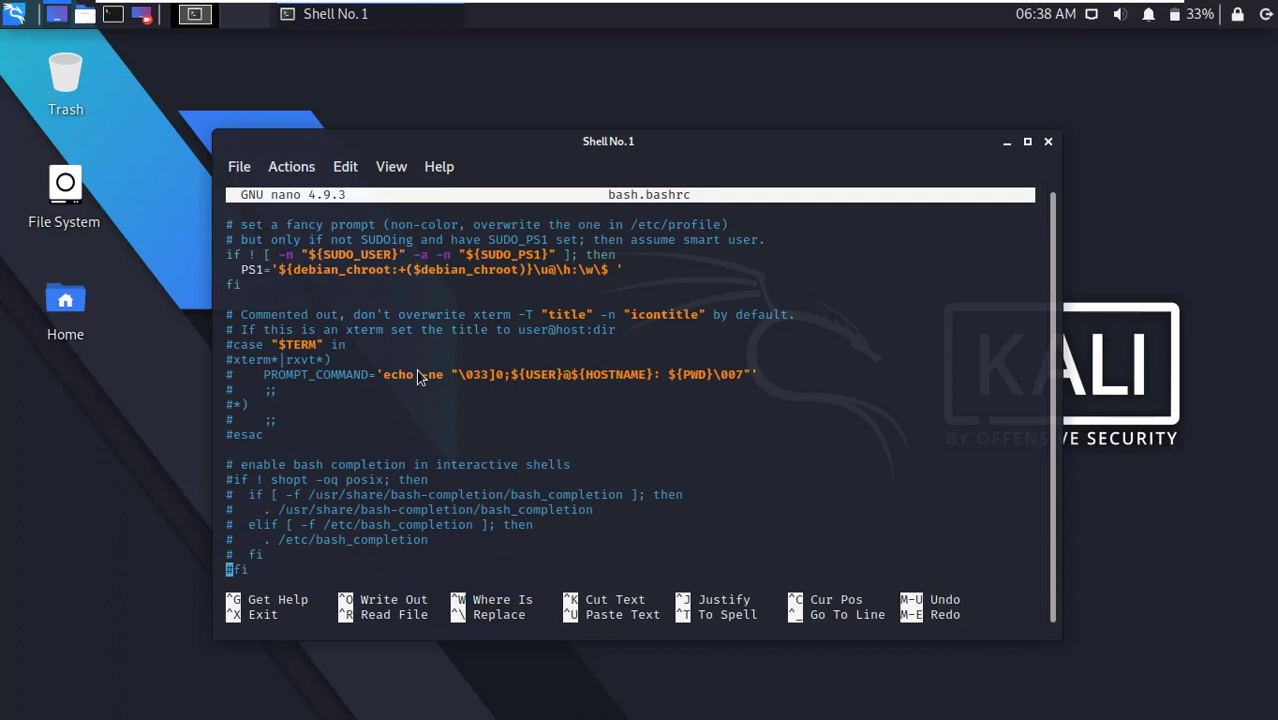 Shell No. 1
06:38 AM
33%
Trash
File System
Home
Shell No. 1
File Actions Edit View Help
GNU nano 4.9.3 bash.bashrc
# set a fancy prompt (non-color, overwrite the one in /etc/profile)
# but only if not SUDOing and have SUDO_PS1 set; then assume smart user.
if ! [ -n "${SUDO_USER}" -a -n "${SUDO_PS1}" ]; then
  PS1='${debian_chroot:+($debian_chroot)}\u@\h:\w\$ '
fi
# Commented out, don't overwrite xterm -T "title" -n "icontitle" by default.
# If this is an xterm set the title to user@host:dir
#case "$TERM" in
#xterm*|rxvt*)
#    PROMPT_COMMAND='echo -ne "\033]0;${USER}@${HOSTNAME}: ${PWD}\007"'
#    ;;
#*)
#    ;;
#esac
# enable bash completion in interactive shells
#if ! shopt -oq posix; then
#  if [ -f /usr/share/bash-completion/bash_completion ]; then
#    . /usr/share/bash-completion/bash_completion
#  elif [ -f /etc/bash_completion ]; then
#    . /etc/bash_completion
#  fi
#fi
^G Get Help ^O Write Out ^W Where Is ^K Cut Text ^J Justify ^C Cur Pos M-U Undo
^X Exit ^R Read File ^\ Replace ^U Paste Text ^T To Spell ^_ Go To Line M-E Redo
KALI
BY OFFENSIVE SECURITY